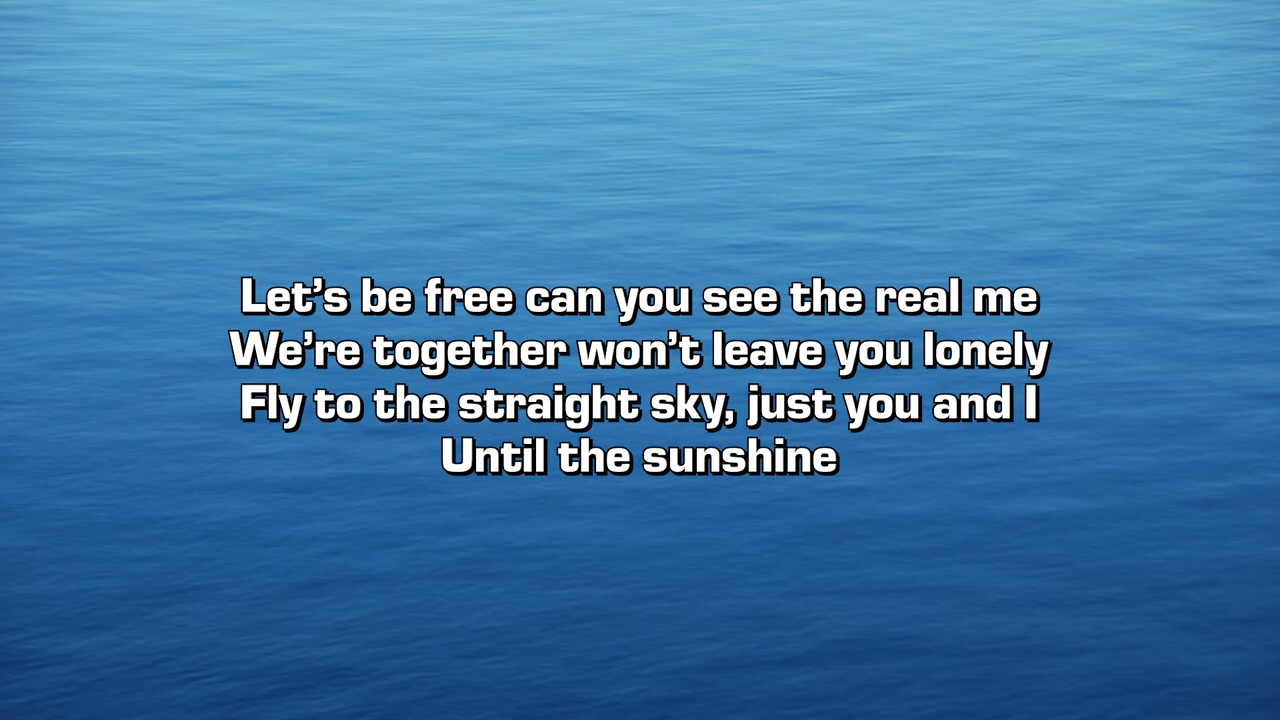 Let’s be free can you see the real me
We’re together won’t leave you lonely
Fly to the straight sky, just you and I
Until the sunshine